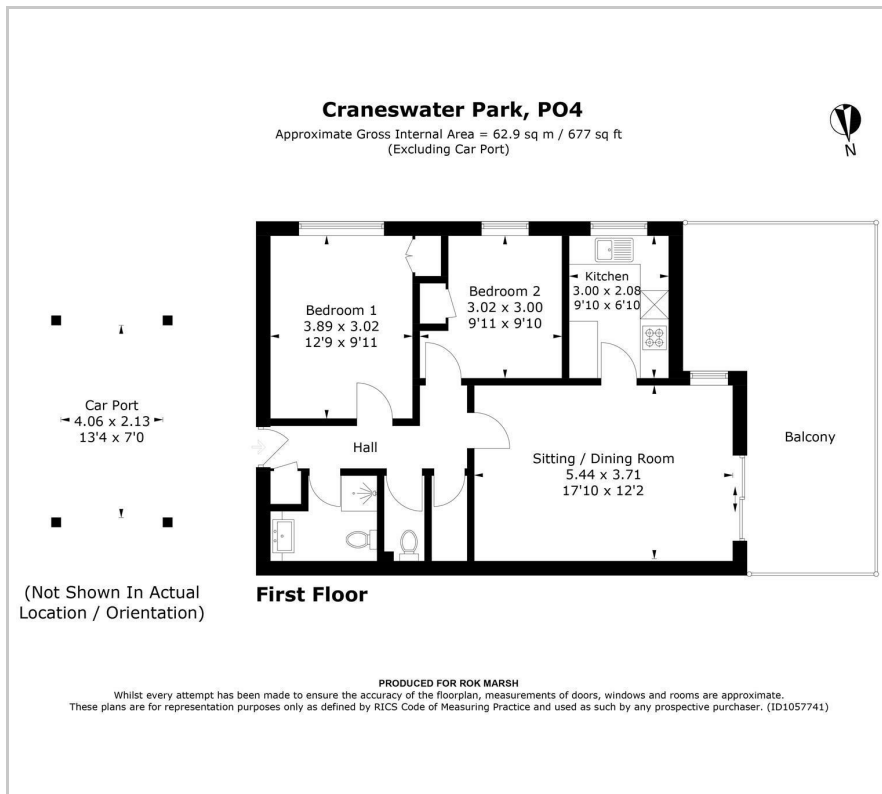 Craneswater Park, PO4
Approximate Gross Internal Area = 62.9 sq m / 677 sq ft
(Excluding Car Port)
N
Bedroom 1
3.89 x 3.02
12'9 x 9'11
Bedroom 2
3.02 x 3.00
9'11 x 9'10
Kitchen
3.00 x 2.08
9'10 x 6'10
Car Port
4.06 x 2.13
13'4 x 7'0
Hall
Sitting / Dining Room
5.44 x 3.71
17'10 x 12'2
Balcony
(Not Shown In Actual
Location / Orientation)
First Floor
PRODUCED FOR ROK MARSH
Whilst every attempt has been made to ensure the accuracy of the floorplan, measurements of doors, windows and rooms are approximate.
These plans are for representation purposes only as defined by RICS Code of Measuring Practice and used as such by any prospective purchaser. (ID1057741)